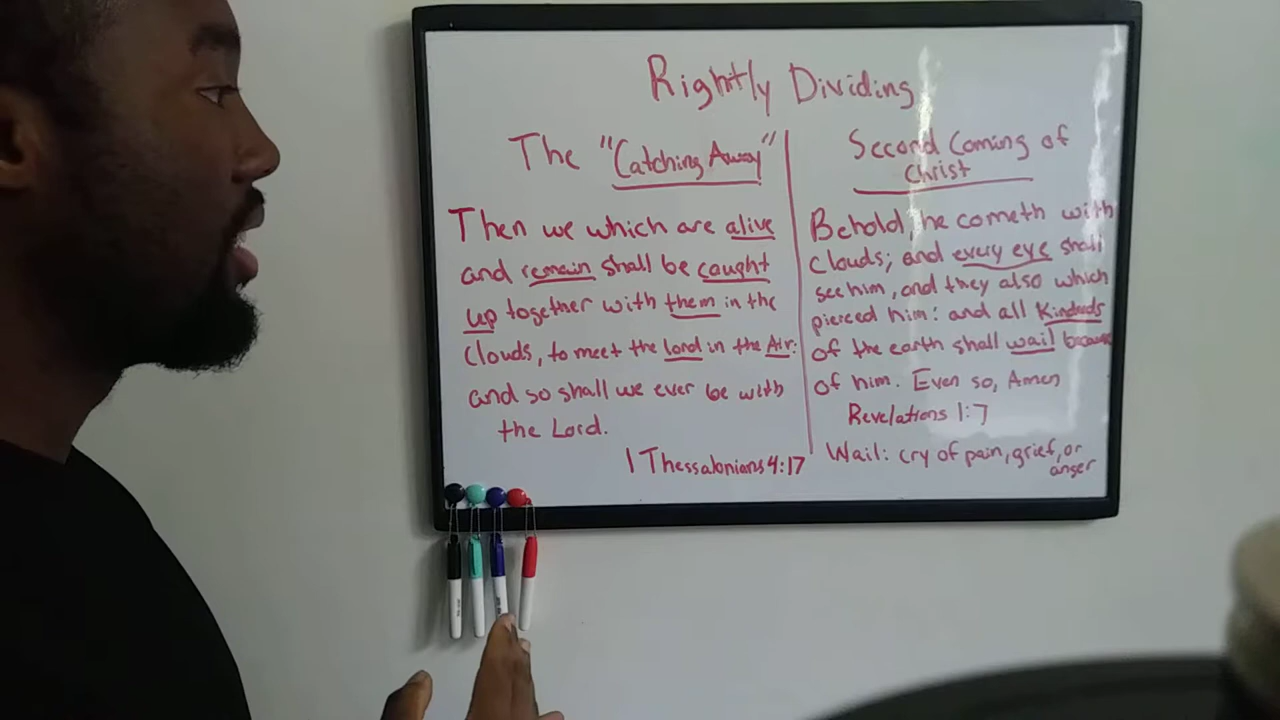 Rightly Dividing
The "Catching Away"
Then we which are alive
and remain shall be caught
up together with them in the
clouds, to meet the lord in the Air:
and so shall we ever be with
the Lord.
1 Thessalonians 4:17
Second Coming of
Christ
Behold, he cometh with
clouds; and every eye shall
see him, and they also which
pierced him: and all Kindreds
of the earth shall wail because
of him. Even so, Amen
Revelations 1:7
Wail: cry of pain, grief, or
anger